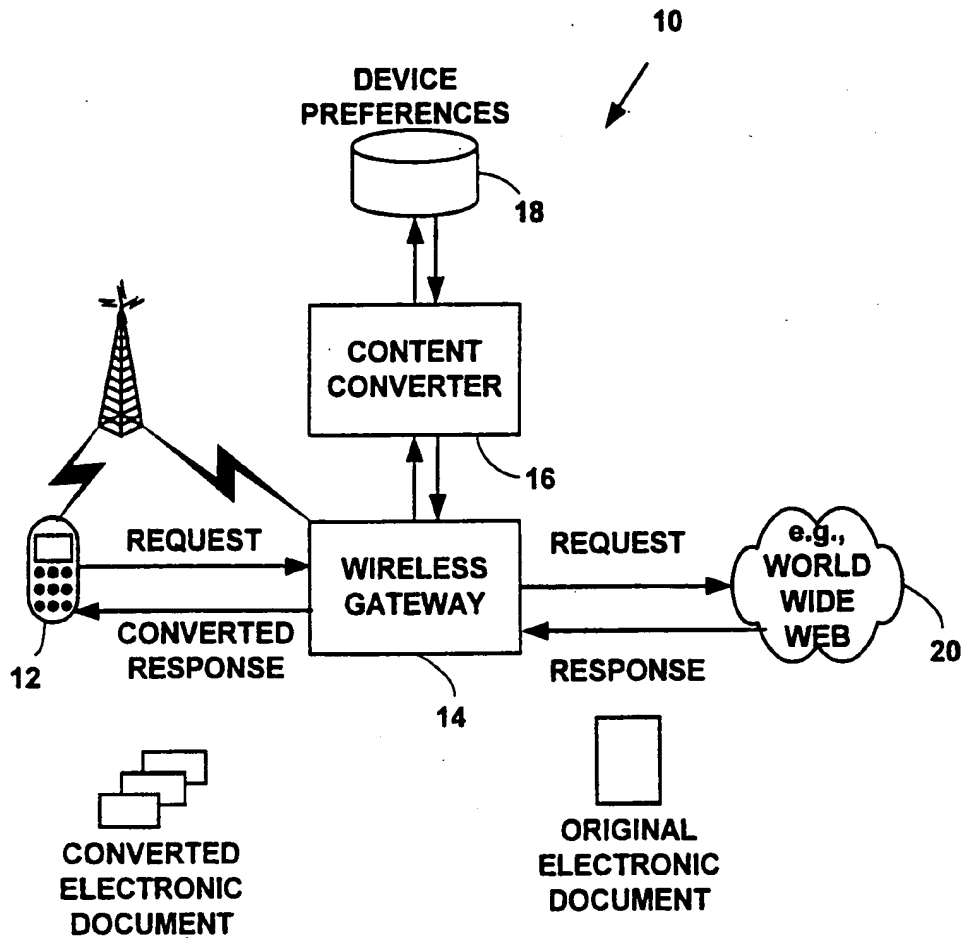 10
DEVICE
PREFERENCES
18
CONTENT
CONVERTER
16
REQUEST
WIRELESS
GATEWAY
REQUEST
e.g.,
WORLD
WIDE
WEB
CONVERTED
RESPONSE
RESPONSE
12
14
20
CONVERTED
ELECTRONIC
DOCUMENT
ORIGINAL
ELECTRONIC
DOCUMENT